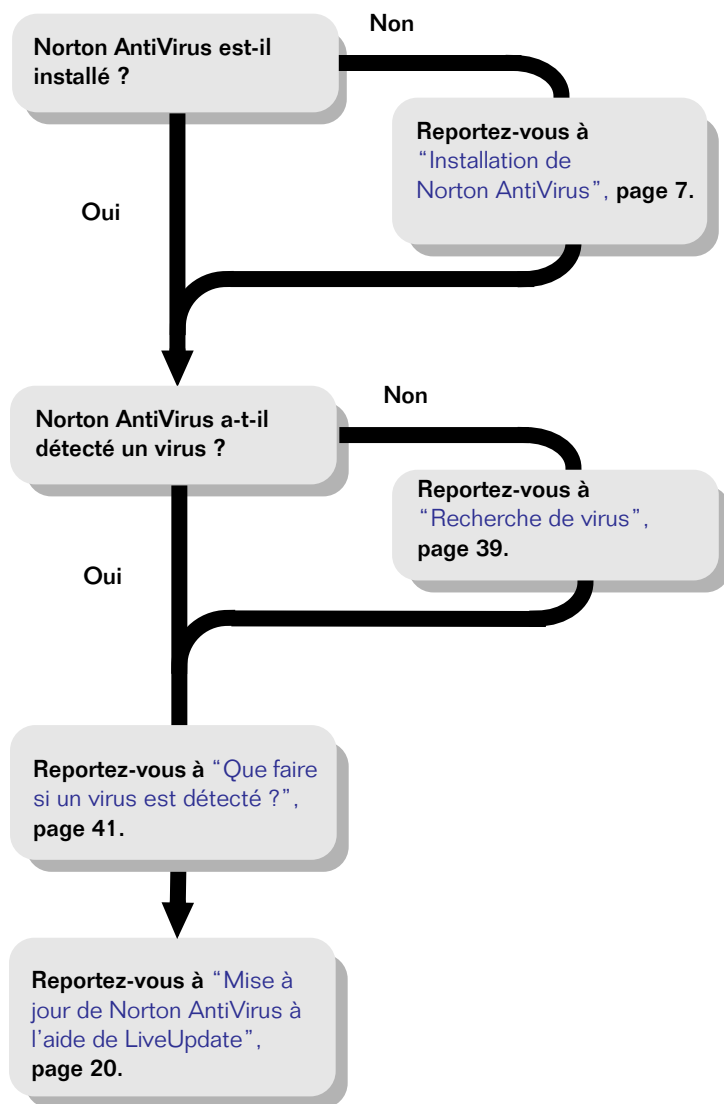 Non
Norton AntiVirus est-il
installé ?
Reportez-vous à
“Installation de
Norton AntiVirus”, page 7.
Oui
Non
Norton AntiVirus a-t-il
détecté un virus ?
Reportez-vous à
“Recherche de virus”,
page 39.
Oui
Reportez-vous à “Que faire
si un virus est détecté ?”,
page 41.
Reportez-vous à “Mise à
jour de Norton AntiVirus à
l’aide de LiveUpdate”,
page 20.